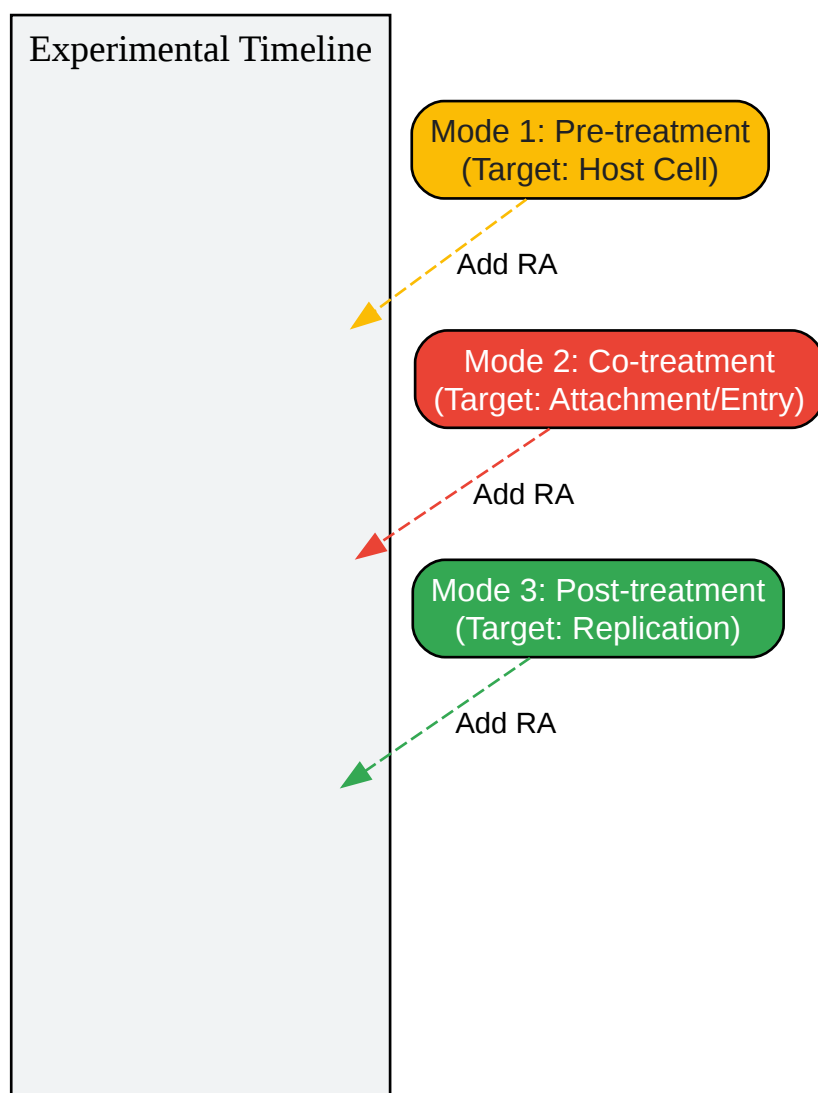 Experimental Timeline
Mode 1: Pre-treatment
(Target: Host Cell)
Add RA
Mode 2: Co-treatment
(Target: Attachment/Entry)
Add RA
Mode 3: Post-treatment
(Target: Replication)
Add RA